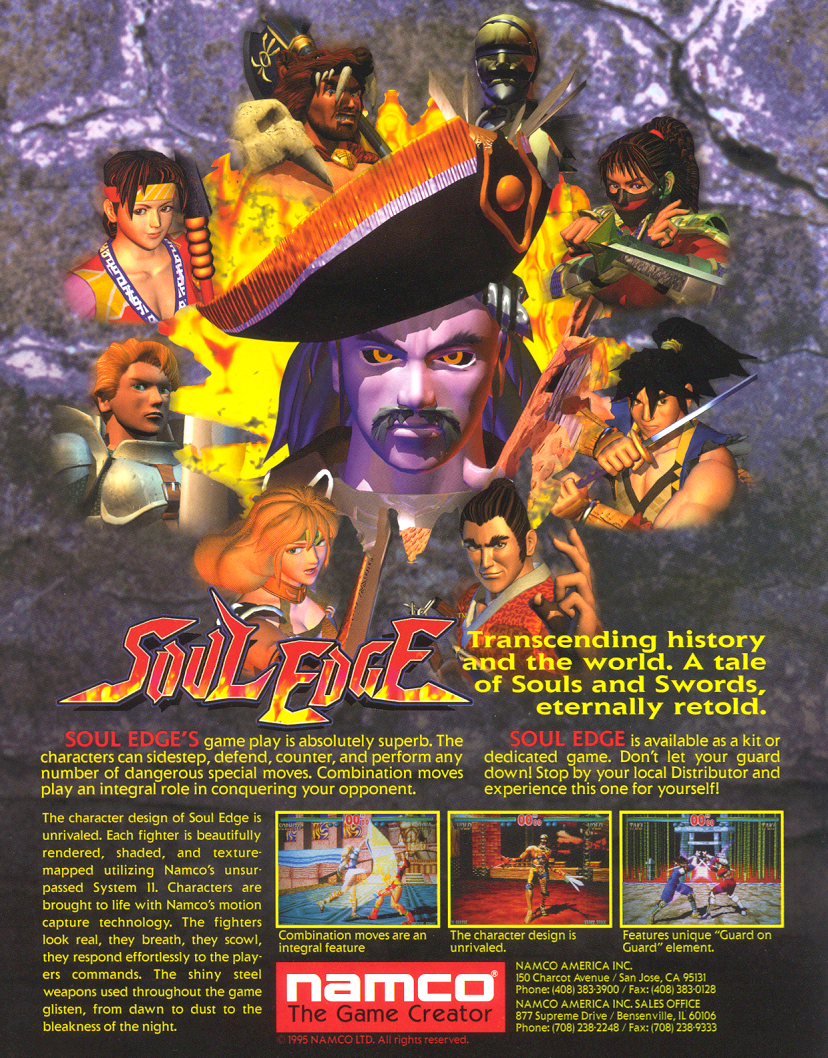 SOUL EDGE
Transcending history
and the world. A tale
of Souls and Swords,
eternally retold.
SOUL EDGE'S game play is absolutely superb. The
characters can sidestep, defend, counter, and perform any
number of dangerous special moves. Combination moves
play an integral role in conquering your opponent.
SOUL EDGE is available as a kit or
dedicated game. Don't let your guard
down! Stop by your local Distributor and
experience this one for yourself!
The character design of Soul Edge is
unrivaled. Each fighter is beautifully
rendered, shaded, and texture-
mapped utilizing Namco's unsur-
passed System 11. Characters are
brought to life with Namco's motion
capture technology. The fighters
look real, they breath, they scowl,
they respond effortlessly to the play-
ers commands. The shiny steel
weapons used throughout the game
glisten, from dawn to dust to the
bleakness of the night.
Combination moves are an
integral feature
The character design is
unrivaled.
Features unique "Guard on
Guard" element.
namco®
The Game Creator
© 1995 NAMCO LTD. All rights reserved.
NAMCO AMERICA INC.
150 Charcot Avenue / San Jose, CA 95131
Phone: (408) 383-3900 / Fax: (408) 383-0128
NAMCO AMERICA INC. SALES OFFICE
877 Supreme Drive / Bensenville, IL 60106
Phone: (708) 238-2248 / Fax: (708) 238-9333